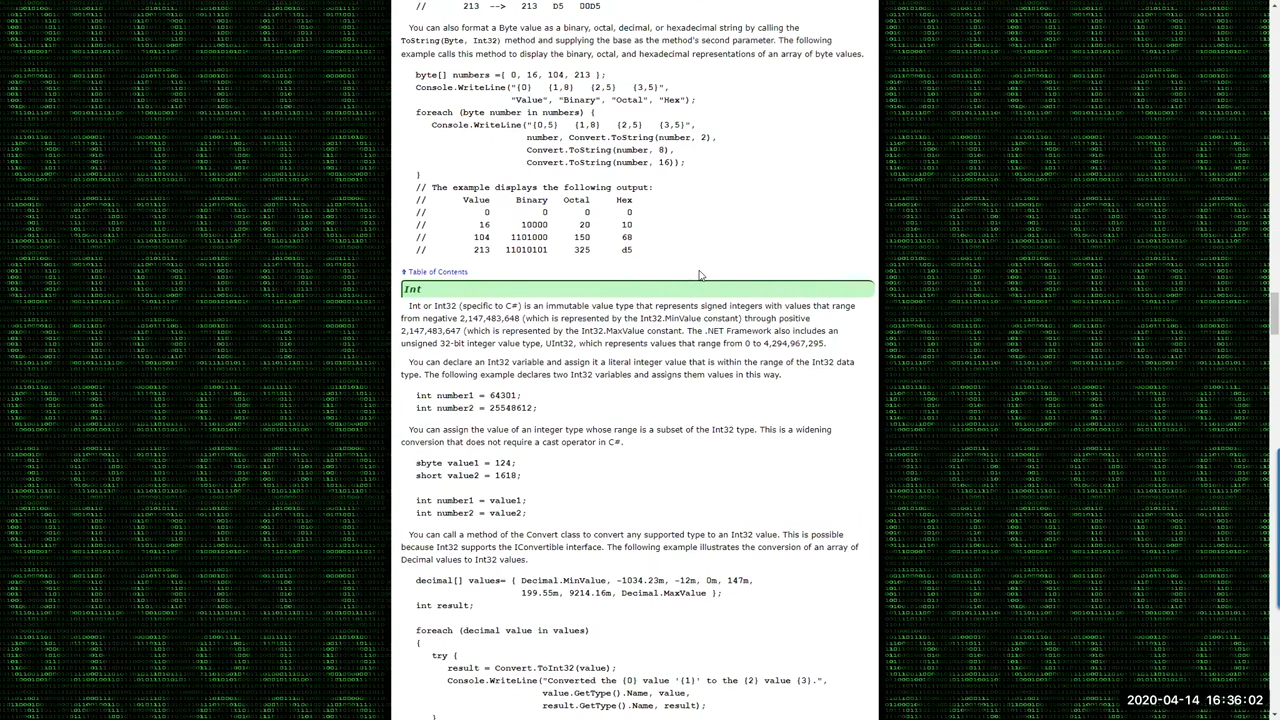 //      213 -->   213   D5   00D5
You can also format a Byte value as a binary, octal, decimal, or hexadecimal string by calling the
ToString(Byte, Int32) method and supplying the base as the method's second parameter. The following
example calls this method to display the binary, octal, and hexadecimal representations of an array of byte values.
byte[] numbers ={ 0, 16, 104, 213 };
Console.WriteLine("{0}   {1,8}   {2,5}   {3,5}",
"Value", "Binary", "Octal", "Hex");
foreach (byte number in numbers) {
Console.WriteLine("{0,5}   {1,8}   {2,5}   {3,5}",
number, Convert.ToString(number, 2),
Convert.ToString(number, 8),
Convert.ToString(number, 16));
}
// The example displays the following output:
//      Value     Binary   Octal     Hex
//          0          0       0       0
//         16      10000      20      10
//        104    1101000     150      68
//        213   11010101     325      d5
⇑ Table of Contents
Int
Int or Int32 (specific to C#) is an immutable value type that represents signed integers with values that range
from negative 2,147,483,648 (which is represented by the Int32.MinValue constant) through positive
2,147,483,647 (which is represented by the Int32.MaxValue constant. The .NET Framework also includes an
unsigned 32-bit integer value type, UInt32, which represents values that range from 0 to 4,294,967,295.
You can declare an Int32 variable and assign it a literal integer value that is within the range of the Int32 data
type. The following example declares two Int32 variables and assigns them values in this way.
int number1 = 64301;
int number2 = 25548612;
You can assign the value of an integer type whose range is a subset of the Int32 type. This is a widening
conversion that does not require a cast operator in C#.
sbyte value1 = 124;
short value2 = 1618;
int number1 = value1;
int number2 = value2;
You can call a method of the Convert class to convert any supported type to an Int32 value. This is possible
because Int32 supports the IConvertible interface. The following example illustrates the conversion of an array of
Decimal values to Int32 values.
decimal[] values= { Decimal.MinValue, -1034.23m, -12m, 0m, 147m,
199.55m, 9214.16m, Decimal.MaxValue };
int result;
foreach (decimal value in values)
{
try {
result = Convert.ToInt32(value);
Console.WriteLine("Converted the {0} value '{1}' to the {2} value {3}.",
value.GetType().Name, value,
result.GetType().Name, result);
}
2020-04-14 16:36:02